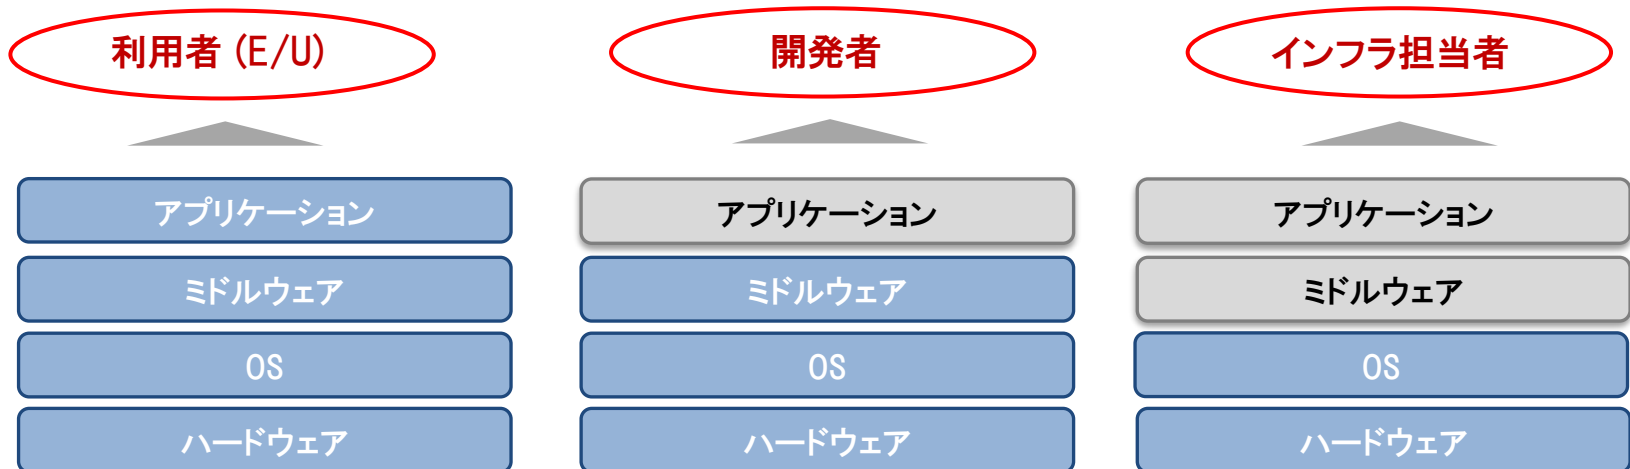 利用者 (E/U)
開発者
インフラ担当者
アプリケーション
アプリケーション
アプリケーション
ミドルウェア
ミドルウェア
ミドルウェア
OS
OS
OS
ハードウェア
ハードウェア
ハードウェア